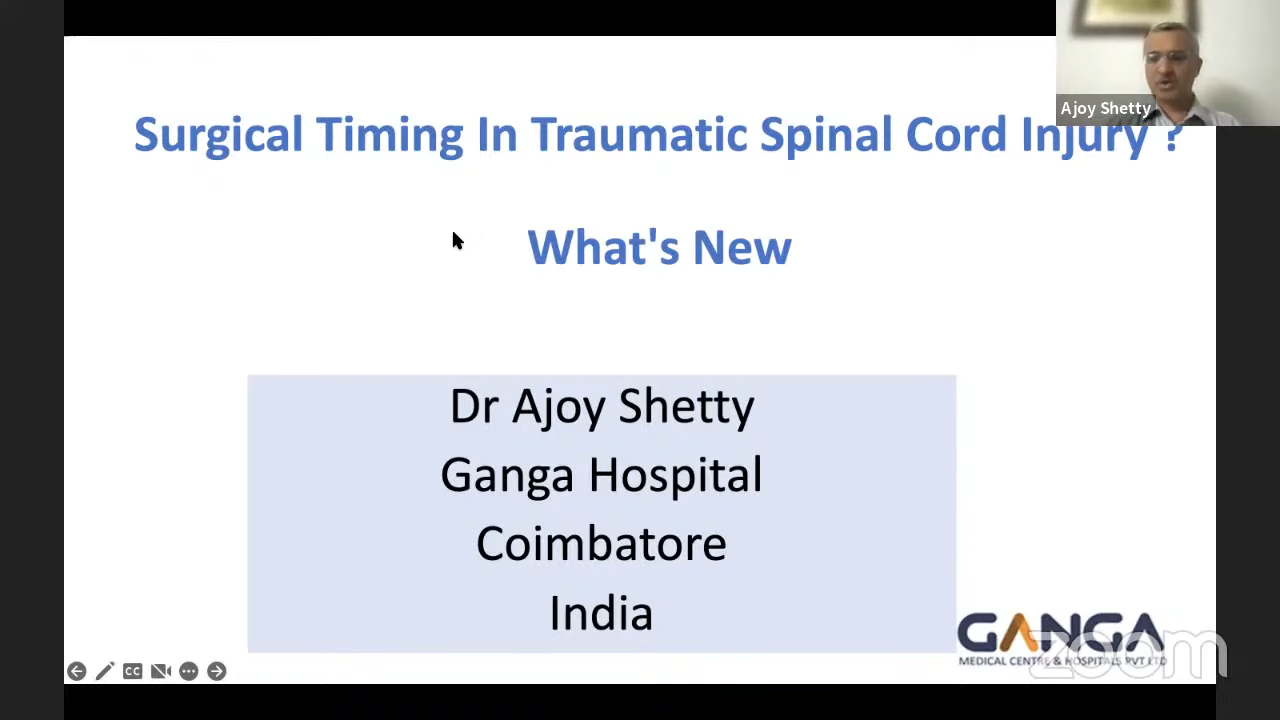 Ajoy Shetty
Surgical Timing In Traumatic Spinal Cord Injury ?
What's New
Dr Ajoy Shetty
Ganga Hospital
Coimbatore
India
GANGA
MEDICAL CENTRE & HOSPITALS PVT LTD
zoom
CC